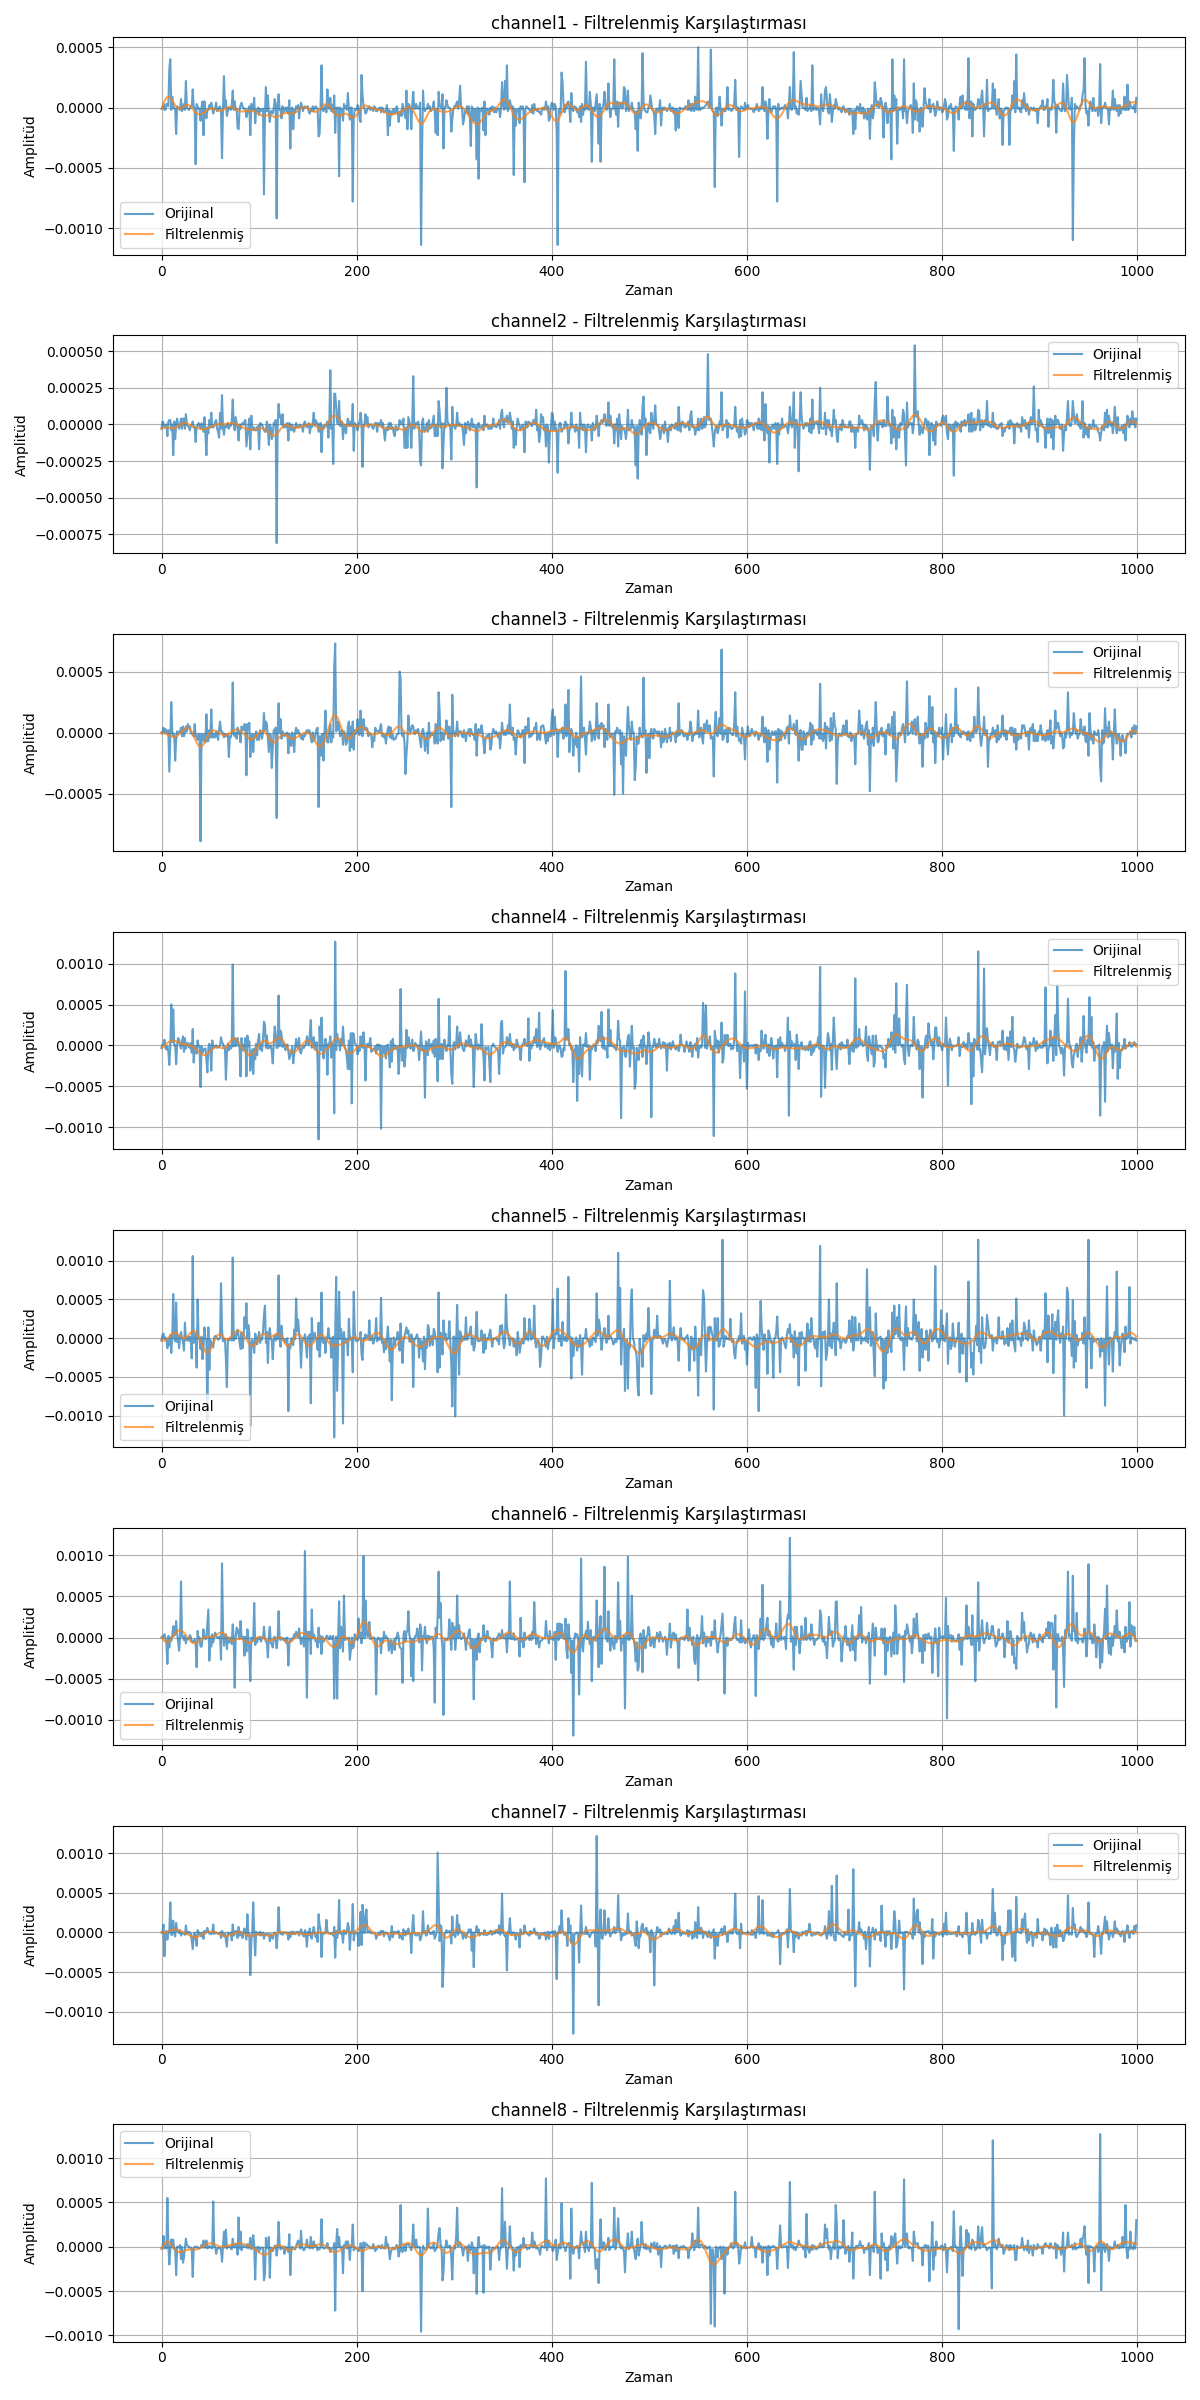 channel1 - Filtrelenmiş Karşılaştırması
0.0005
0.0000
−0.0005
−0.0010
Amplitüd
Orijinal
Filtrelenmiş
0 200 400 600 800 1000
Zaman
channel2 - Filtrelenmiş Karşılaştırması
0.00050
0.00025
0.00000
−0.00025
−0.00050
−0.00075
Amplitüd
Orijinal
Filtrelenmiş
0 200 400 600 800 1000
Zaman
channel3 - Filtrelenmiş Karşılaştırması
0.0005
0.0000
−0.0005
Amplitüd
Orijinal
Filtrelenmiş
0 200 400 600 800 1000
Zaman
channel4 - Filtrelenmiş Karşılaştırması
0.0010
0.0005
0.0000
−0.0005
−0.0010
Amplitüd
Orijinal
Filtrelenmiş
0 200 400 600 800 1000
Zaman
channel5 - Filtrelenmiş Karşılaştırması
0.0010
0.0005
0.0000
−0.0005
−0.0010
Amplitüd
Orijinal
Filtrelenmiş
0 200 400 600 800 1000
Zaman
channel6 - Filtrelenmiş Karşılaştırması
0.0010
0.0005
0.0000
−0.0005
−0.0010
Amplitüd
Orijinal
Filtrelenmiş
0 200 400 600 800 1000
Zaman
channel7 - Filtrelenmiş Karşılaştırması
0.0010
0.0005
0.0000
−0.0005
−0.0010
Amplitüd
Orijinal
Filtrelenmiş
0 200 400 600 800 1000
Zaman
channel8 - Filtrelenmiş Karşılaştırması
0.0010
0.0005
0.0000
−0.0005
−0.0010
Amplitüd
Orijinal
Filtrelenmiş
0 200 400 600 800 1000
Zaman